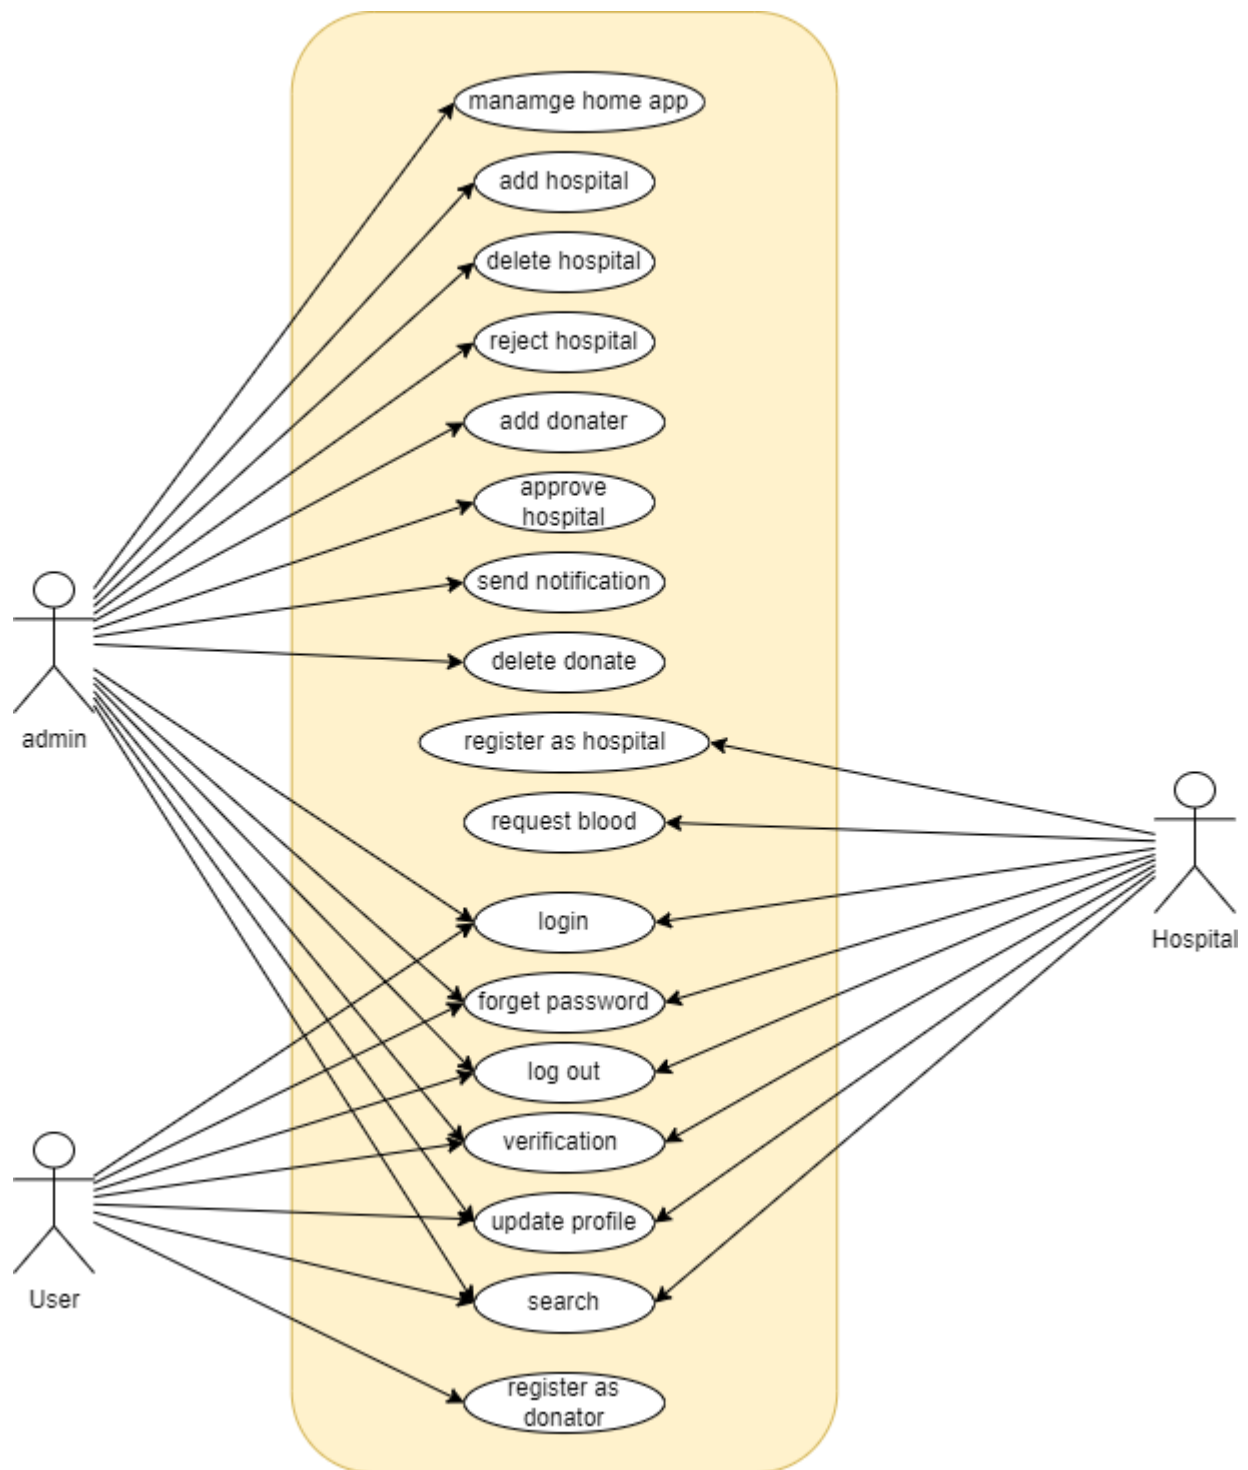 manamge home app
add hospital
delete hospital
reject hospital
add donater
approve
hospital
send notification
delete donate
admin
register as hospital
request blood
login
Hospital
forget password
log out
verification
update profile
User
search
register as
donator